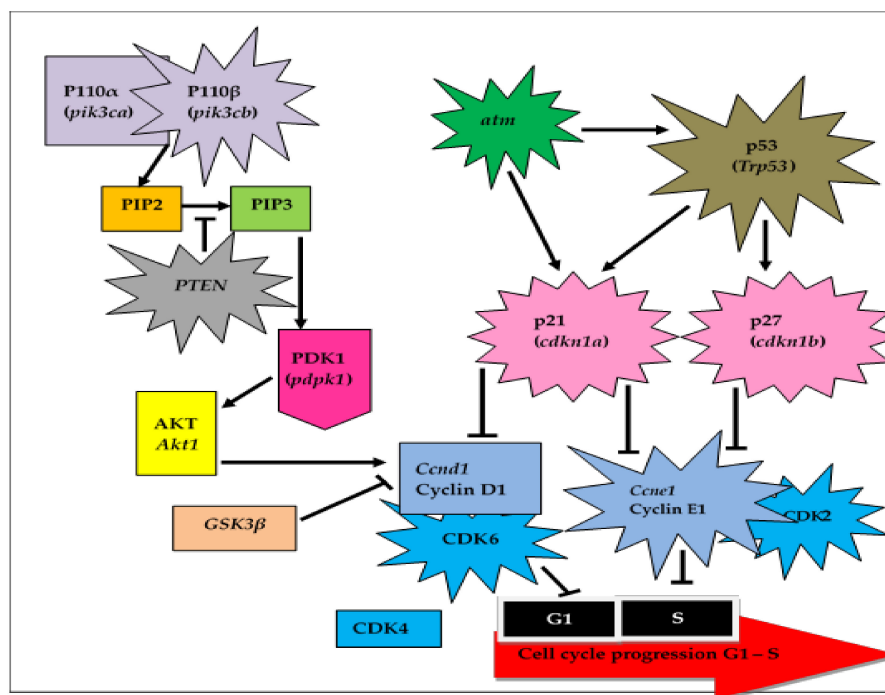 P110α
(pik3ca)
P110β
(pik3cb)
atm
p53
(Trp53)
PIP2
PIP3
PTEN
p21
(cdkn1a)
p27
(cdkn1b)
PDK1
(pdpk1)
AKT
Akt1
Ccnd1
Cyclin D1
Ccne1
Cyclin E1
GSK3β
CDK6
CDK2
CDK4
G1
S
Cell cycle progression G1 – S